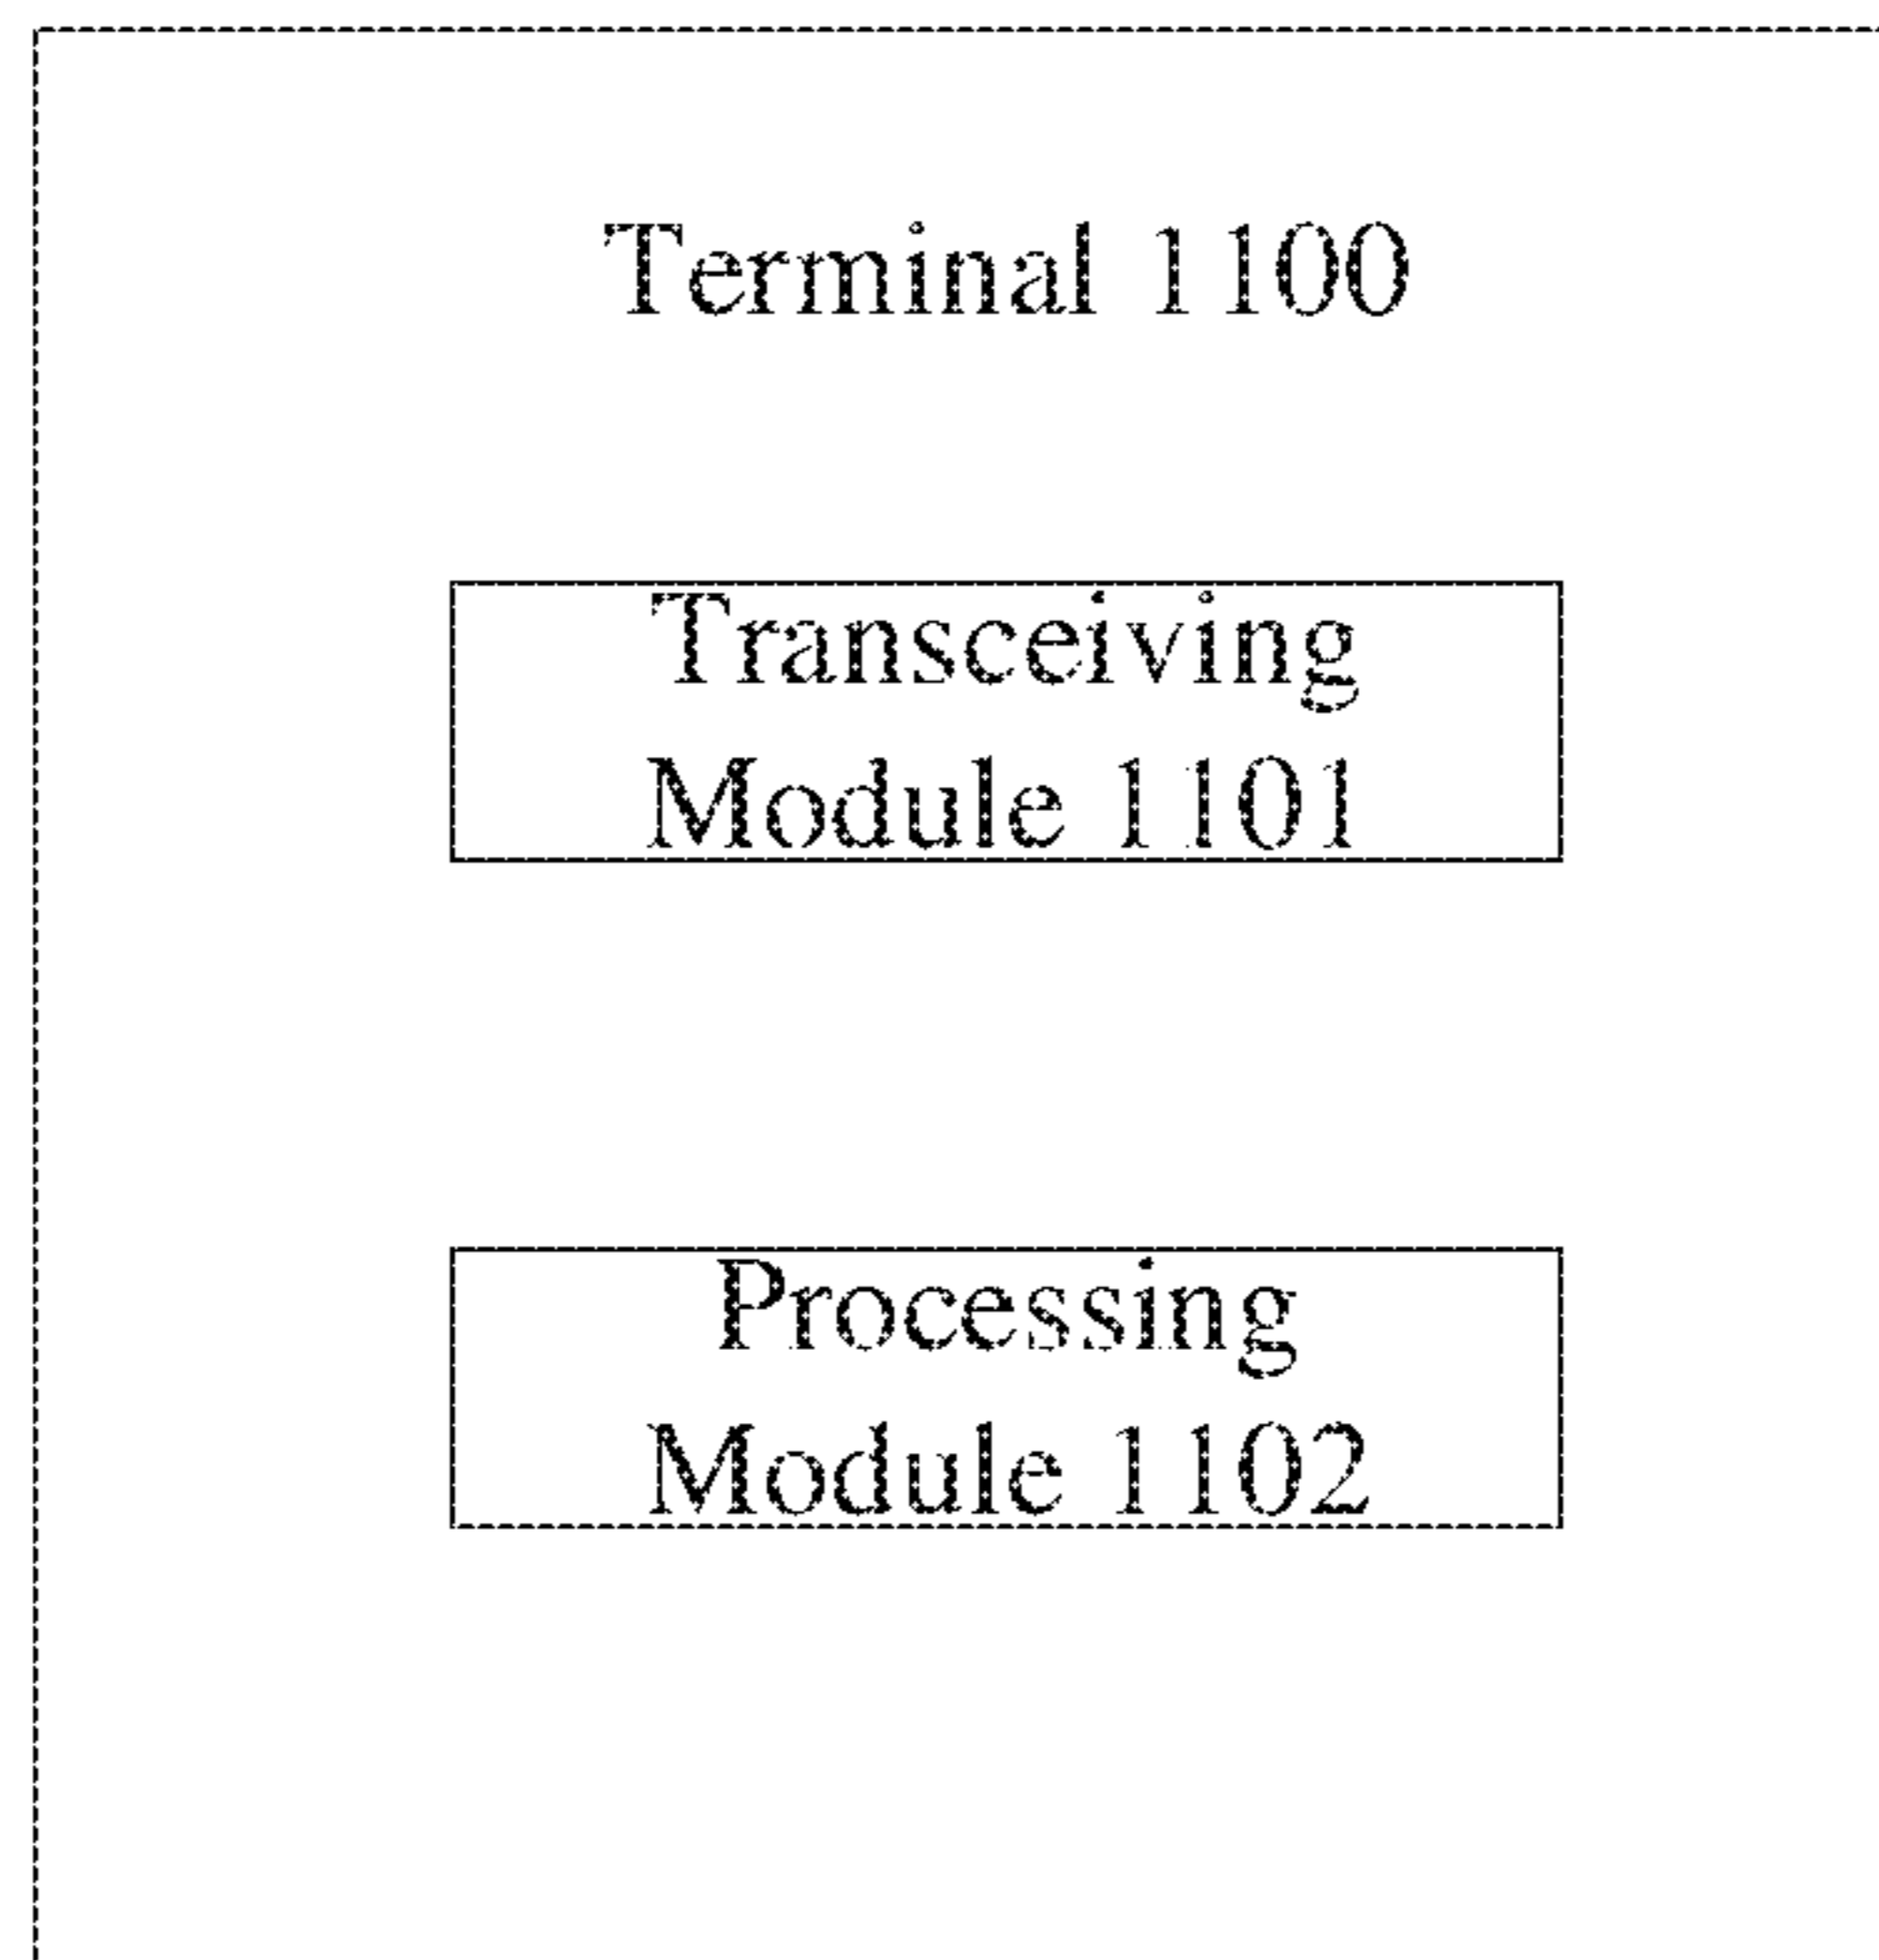 Terminal 1100
Transceiving
Module 1101
Processing
Module 1102